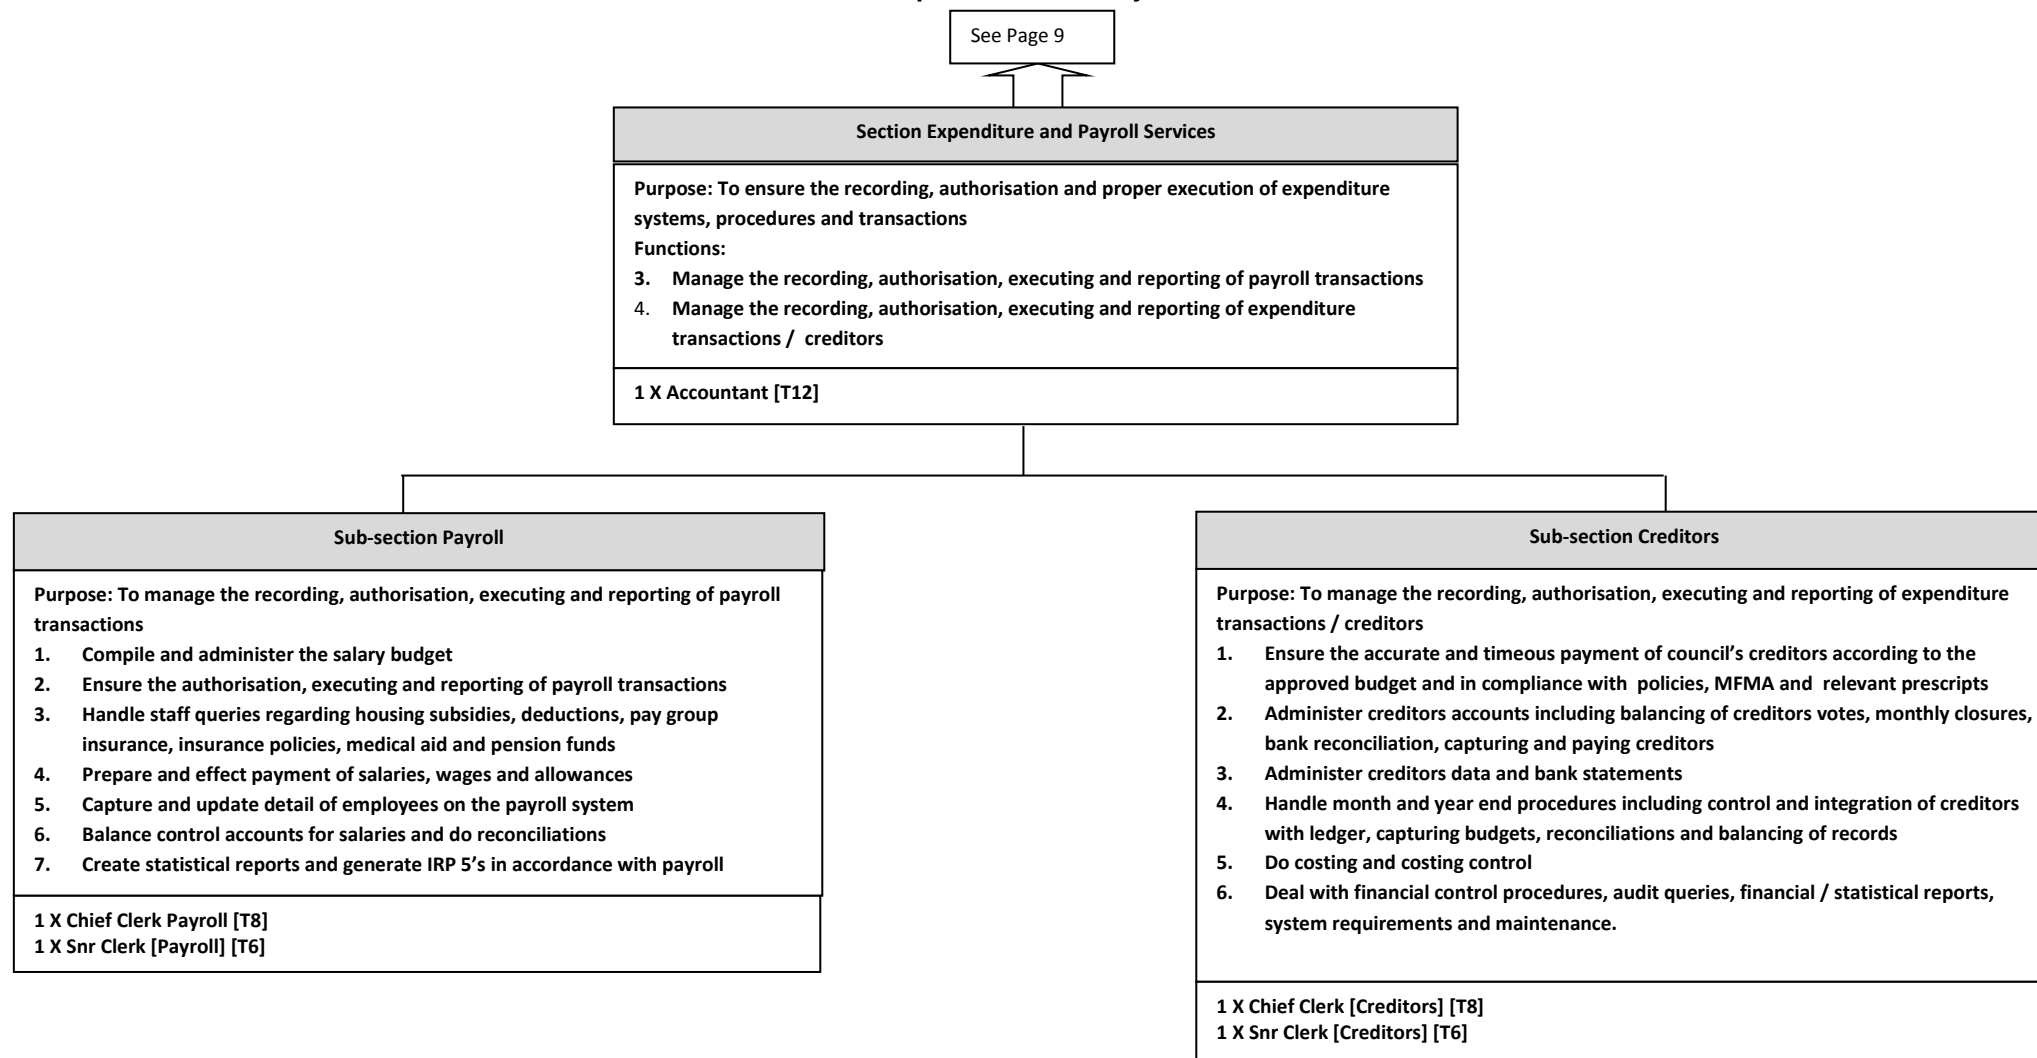 See Page 9
Section Expenditure and Payroll Services
Purpose: To ensure the recording, authorisation and proper execution of expenditure
systems, procedures and transactions
Functions:
3. Manage the recording, authorisation, executing and reporting of payroll transactions
4. Manage the recording, authorisation, executing and reporting of expenditure
transactions / creditors
1 X Accountant [T12]
Sub-section Payroll
Purpose: To manage the recording, authorisation, executing and reporting of payroll
transactions
1. Compile and administer the salary budget
2. Ensure the authorisation, executing and reporting of payroll transactions
3. Handle staff queries regarding housing subsidies, deductions, pay group
insurance, insurance policies, medical aid and pension funds
4. Prepare and effect payment of salaries, wages and allowances
5. Capture and update detail of employees on the payroll system
6. Balance control accounts for salaries and do reconciliations
7. Create statistical reports and generate IRP 5’s in accordance with payroll
1 X Chief Clerk Payroll [T8]
1 X Snr Clerk [Payroll] [T6]
Sub-section Creditors
Purpose: To manage the recording, authorisation, executing and reporting of expenditure
transactions / creditors
1. Ensure the accurate and timeous payment of council’s creditors according to the
approved budget and in compliance with policies, MFMA and relevant prescripts
2. Administer creditors accounts including balancing of creditors votes, monthly closures,
bank reconciliation, capturing and paying creditors
3. Administer creditors data and bank statements
4. Handle month and year end procedures including control and integration of creditors
with ledger, capturing budgets, reconciliations and balancing of records
5. Do costing and costing control
6. Deal with financial control procedures, audit queries, financial / statistical reports,
system requirements and maintenance.
1 X Chief Clerk [Creditors] [T8]
1 X Snr Clerk [Creditors] [T6]